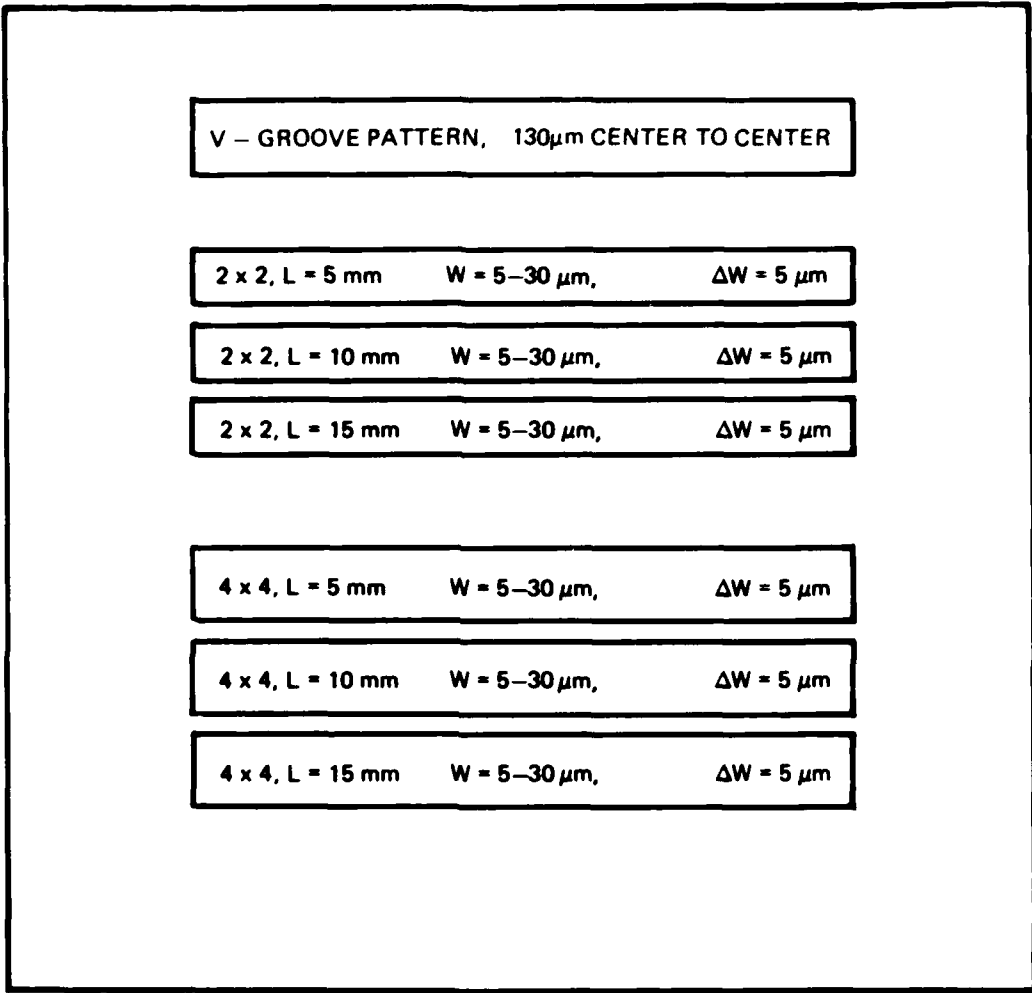 V – GROOVE PATTERN, 130μm CENTER TO CENTER
2 x 2, L = 5 mm W = 5–30 μm, ΔW = 5 μm
2 x 2, L = 10 mm W = 5–30 μm, ΔW = 5 μm
2 x 2, L = 15 mm W = 5–30 μm, ΔW = 5 μm
4 x 4, L = 5 mm W = 5–30 μm, ΔW = 5 μm
4 x 4, L = 10 mm W = 5–30 μm, ΔW = 5 μm
4 x 4, L = 15 mm W = 5–30 μm, ΔW = 5 μm